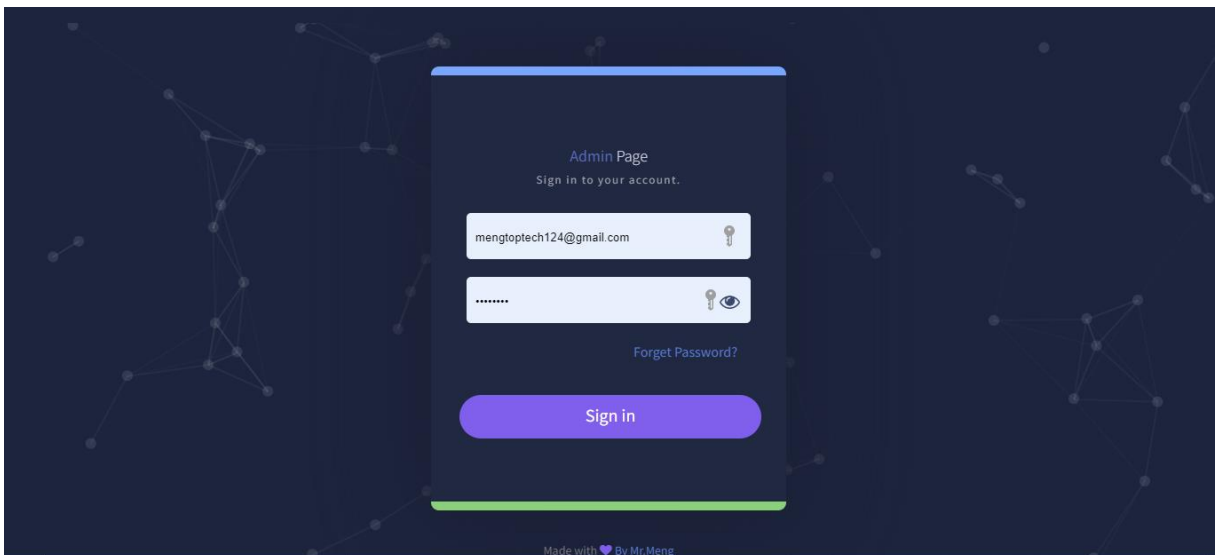 Admin Page
Sign in to your account.
mengtoptech124@gmail.com
••••••••
Forget Password?
Sign in
Made with 💜 By Mr.Meng